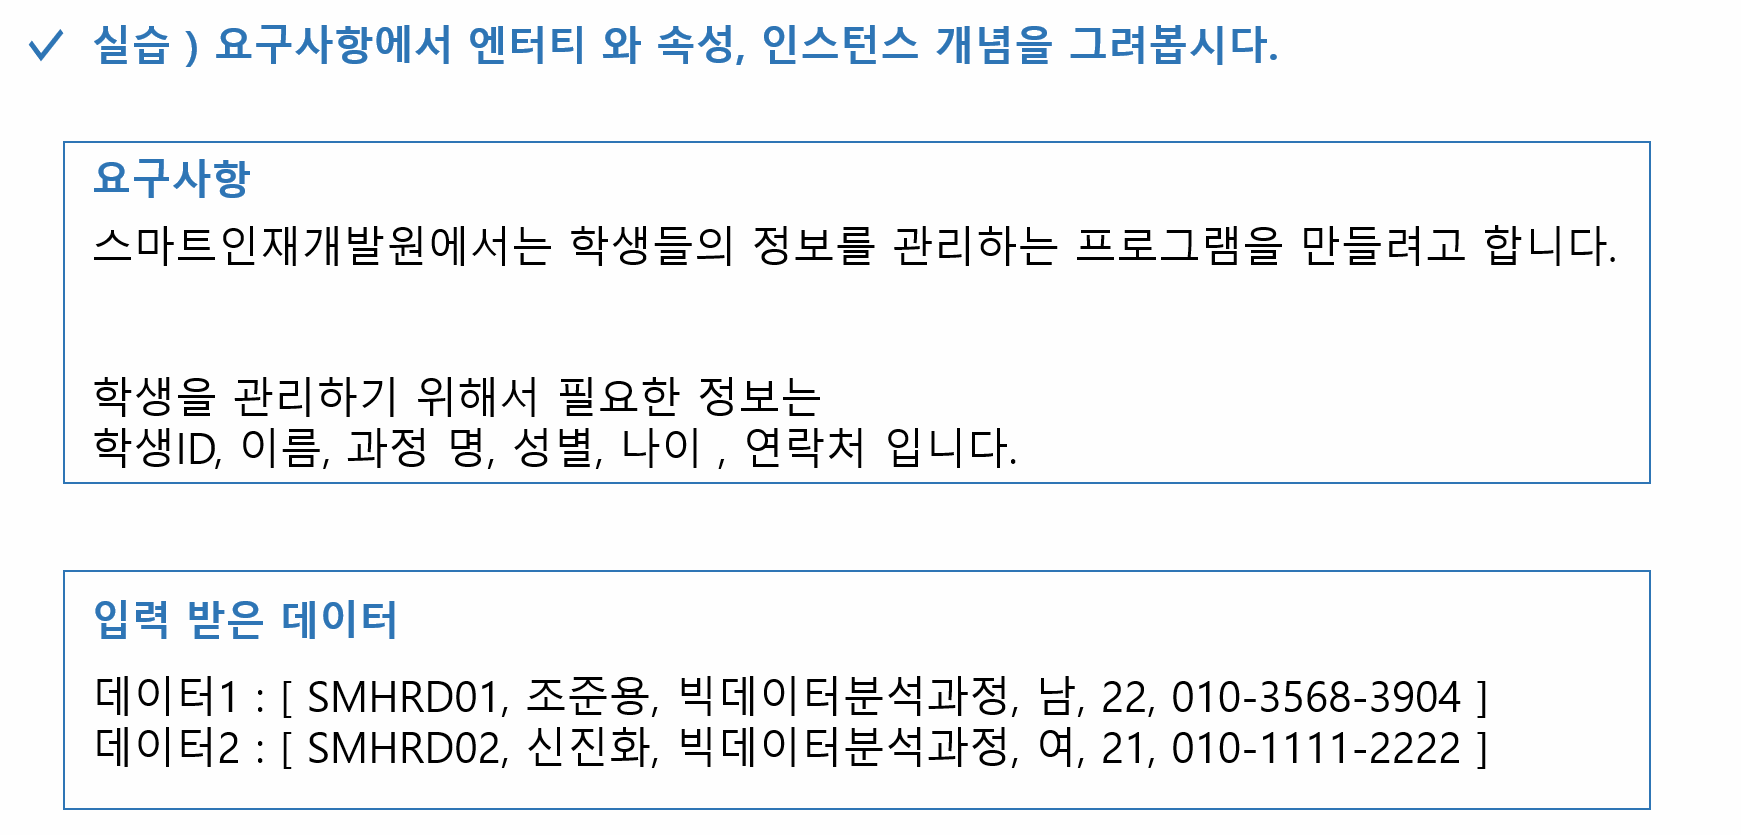 ✓ 실습 ) 요구사항에서 엔터티 와 속성, 인스턴스 개념을 그려봅시다.
요구사항
스마트인재개발원에서는 학생들의 정보를 관리하는 프로그램을 만들려고 합니다.
학생을 관리하기 위해서 필요한 정보는
학생ID, 이름, 과정 명, 성별, 나이 , 연락처 입니다.
입력 받은 데이터
데이터1 : [ SMHRD01, 조준용, 빅데이터분석과정, 남, 22, 010-3568-3904 ]
데이터2 : [ SMHRD02, 신진화, 빅데이터분석과정, 여, 21, 010-1111-2222 ]